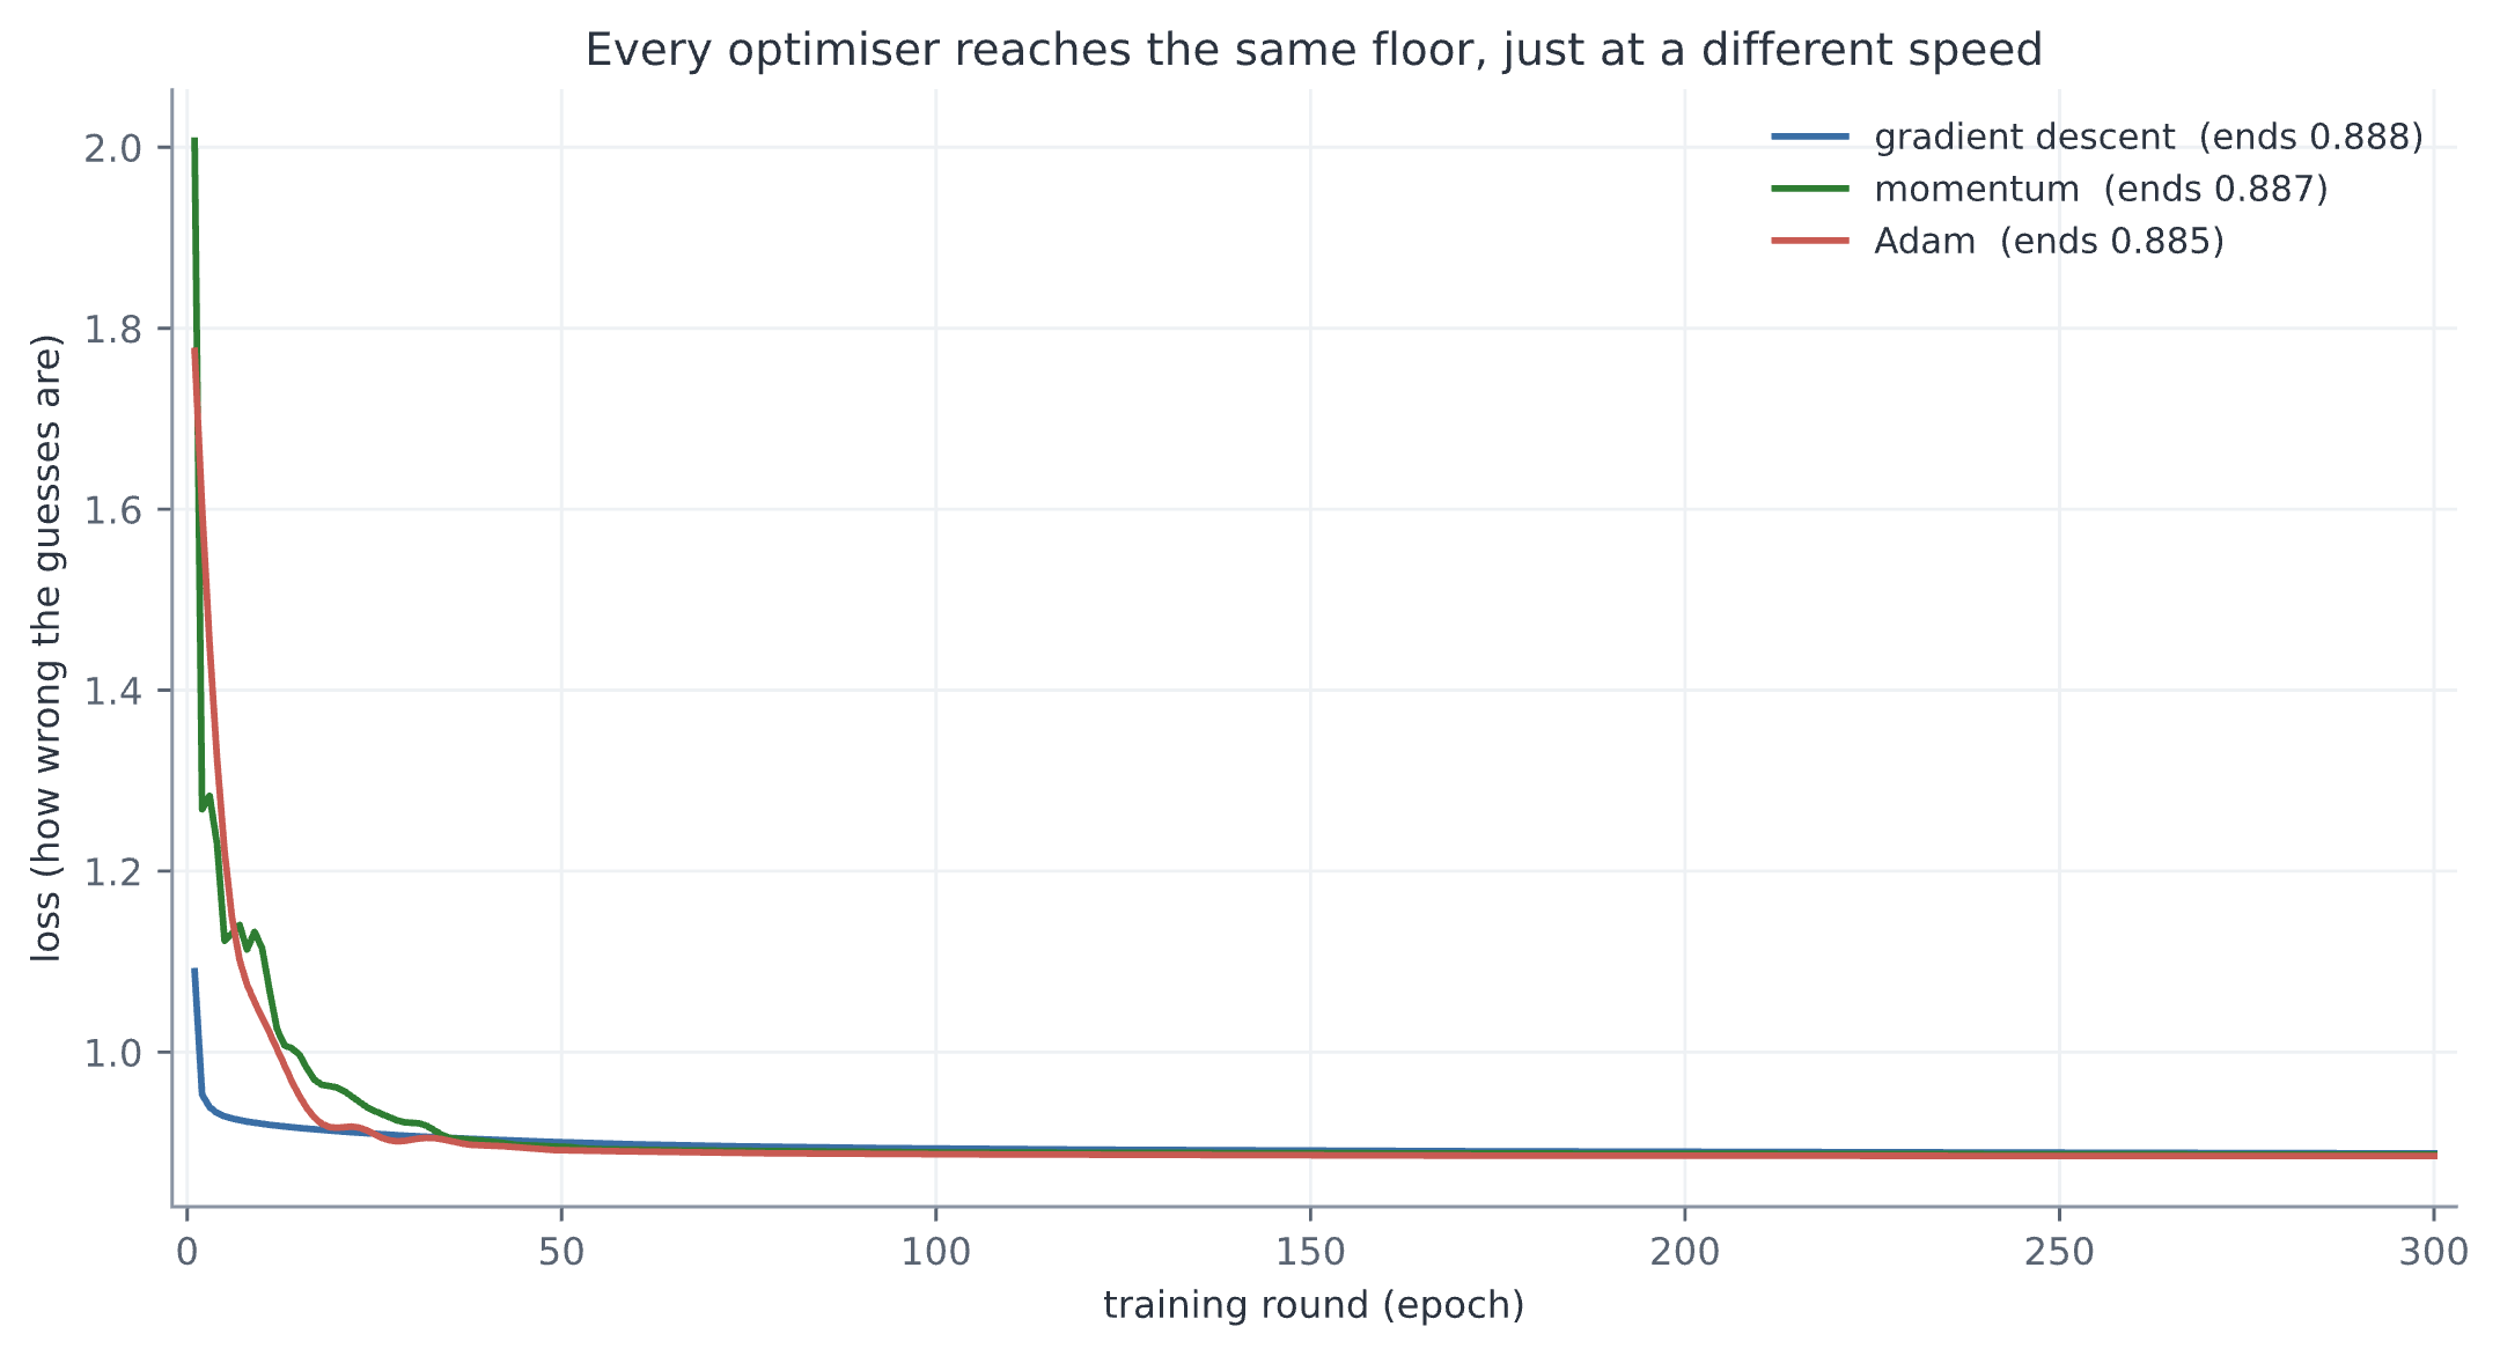 Every optimiser reaches the same floor, just at a different speed
gradient descent (ends 0.888)
momentum (ends 0.887)
Adam (ends 0.885)
loss (how wrong the guesses are)
2.0
1.8
1.6
1.4
1.2
1.0
0 50 100 150 200 250 300
training round (epoch)